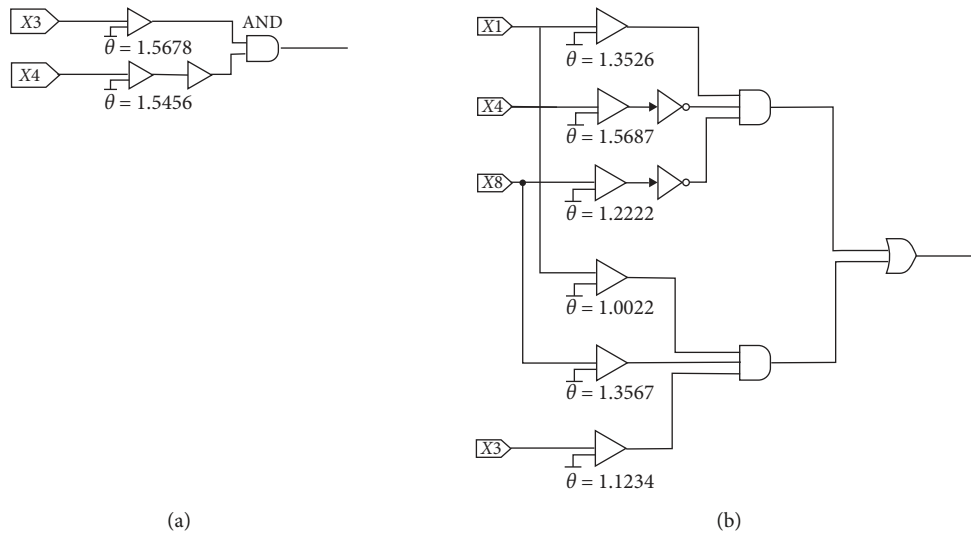 X3
AND
θ = 1.5678
X4
θ = 1.5456
(a)
X1
θ = 1.3526
X4
θ = 1.5687
X8
θ = 1.2222
θ = 1.0022
θ = 1.3567
X3
θ = 1.1234
(b)